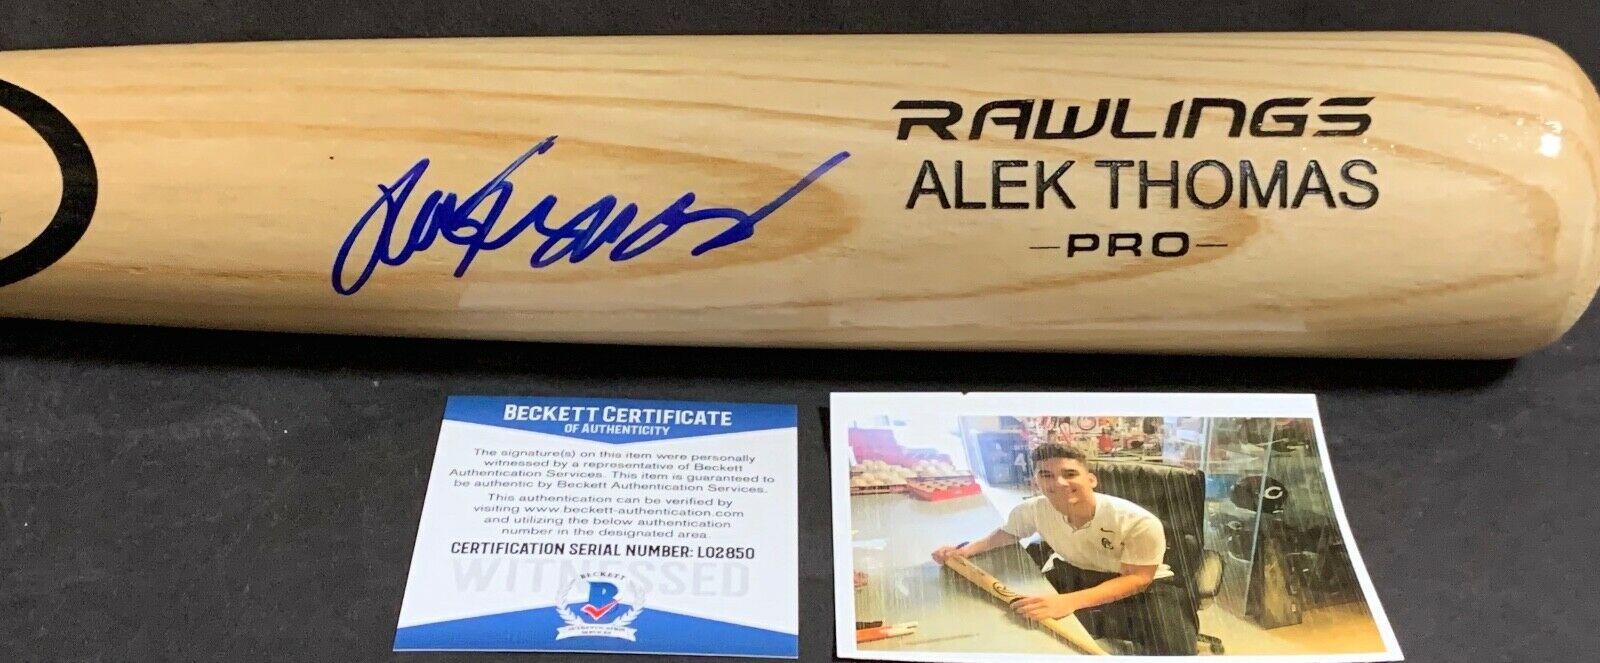 RAWLINGS
ALEK THOMAS
-PRO-
BECKETT CERTIFICATE
OF AUTHENTICITY
The signature(s) on this item were personally
witnessed by a representative of Beckett
Authentication Services. This item is guaranteed to
be authentic by Beckett Authentication Services.
This authentication can be verified by
visiting www.beckett-authentication.com
and utilizing the below authentication
number in the designated area.
CERTIFICATION SERIAL NUMBER: L02850
WITNESSED
BECKETT
B
AUTHENTICATION
SERVICES